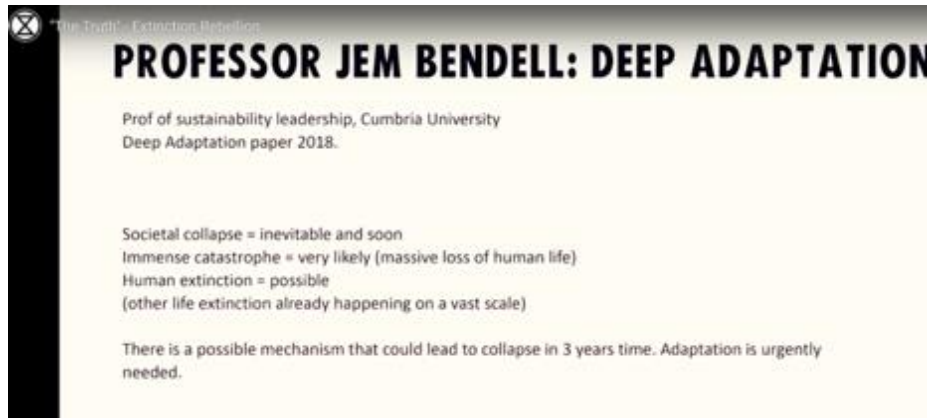 "The Truth" - Extinction Rebellion
PROFESSOR JEM BENDELL: DEEP ADAPTATION
Prof of sustainability leadership, Cumbria University
Deep Adaptation paper 2018.
Societal collapse = inevitable and soon
Immense catastrophe = very likely (massive loss of human life)
Human extinction = possible
(other life extinction already happening on a vast scale)
There is a possible mechanism that could lead to collapse in 3 years time. Adaptation is urgently
needed.